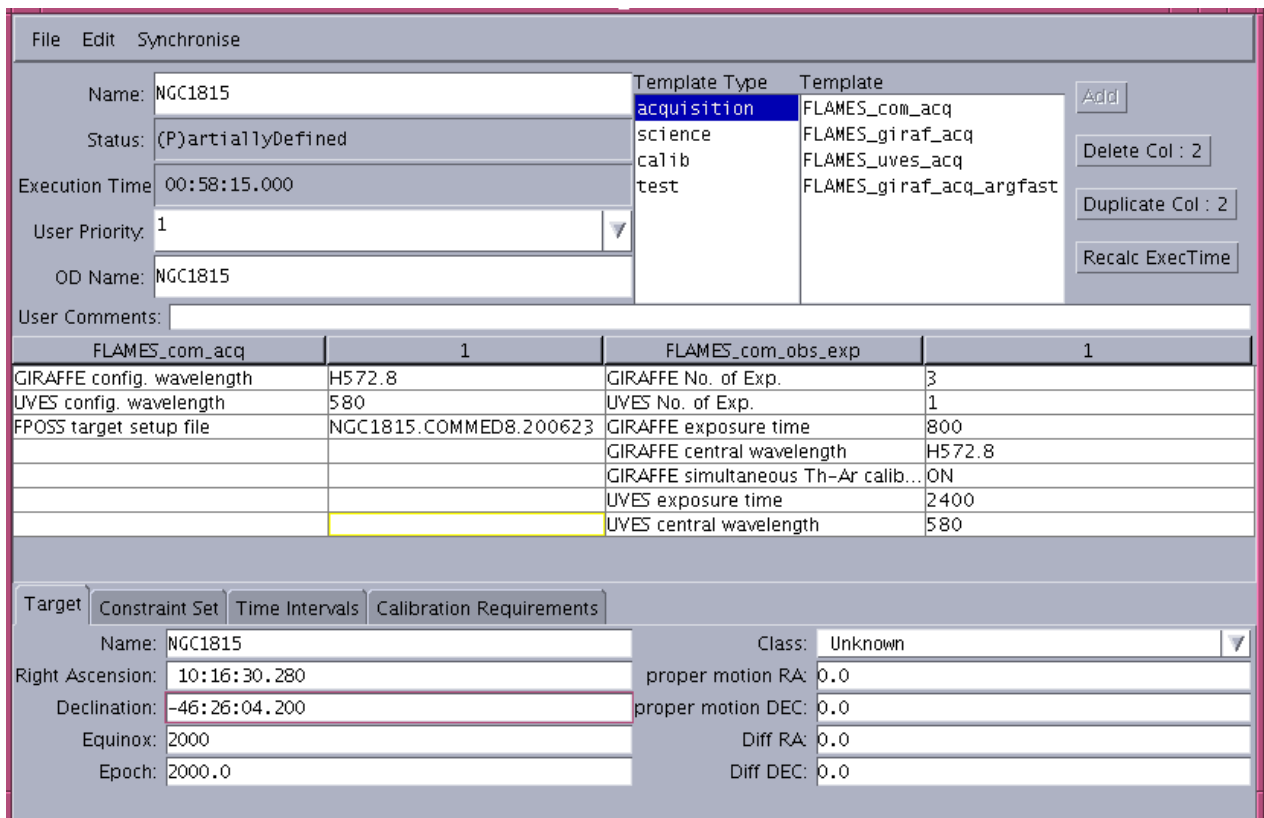 File Edit Synchronise
Name: NGC1815
Status: (P)artiallyDefined
Execution Time 00:58:15.000
User Priority: 1
OD Name: NGC1815
User Comments:
Template Type Template
acquisition FLAMES_com_acq
science FLAMES_giraf_acq
calib FLAMES_uves_acq
test FLAMES_giraf_acq_argfast
Add
Delete Col : 2
Duplicate Col : 2
Recalc ExecTime
FLAMES_com_acq 1 FLAMES_com_obs_exp 1
GIRAFFE config. wavelength H572.8 GIRAFFE No. of Exp. 3
UVES config. wavelength 580 UVES No. of Exp. 1
FPOSS target setup file NGC1815.COMMED8.200623 GIRAFFE exposure time 800
GIRAFFE central wavelength H572.8
GIRAFFE simultaneous Th-Ar calib... ON
UVES exposure time 2400
UVES central wavelength 580
Target Constraint Set Time Intervals Calibration Requirements
Name: NGC1815 Class: Unknown
Right Ascension: 10:16:30.280 proper motion RA: 0.0
Declination: -46:26:04.200 proper motion DEC: 0.0
Equinox: 2000 Diff RA: 0.0
Epoch: 2000.0 Diff DEC: 0.0